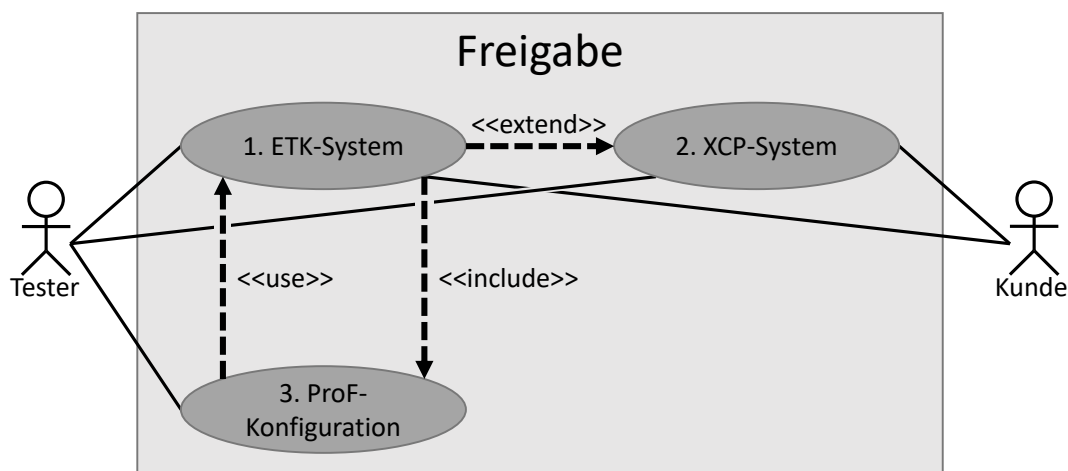 Freigabe
<<extend>>
1. ETK-System
2. XCP-System
Tester
<<use>>
<<include>>
Kunde
3. ProF-
Konfiguration